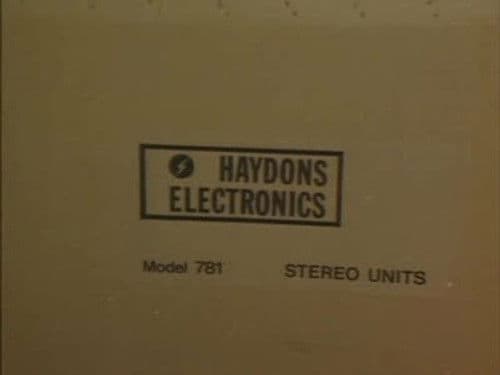 HAYDONS
ELECTRONICS
Model 781 STEREO UNITS